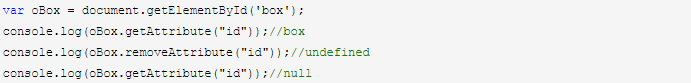 var oBox = document.getElementById('box');
console.log(oBox.getAttribute("id"));//box
console.log(oBox.removeAttribute("id"));//undefined
console.log(oBox.getAttribute("id"));//null